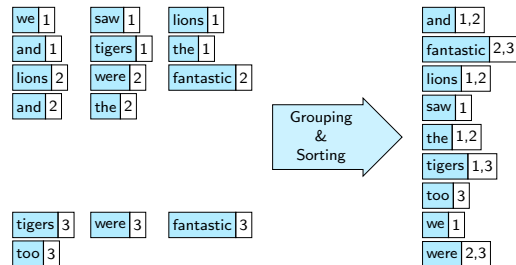 we 1 saw 1 lions 1
and 1 tigers 1 the 1
lions 2 were 2 fantastic 2
and 2 the 2
tigers 3 were 3 fantastic 3
too 3
Grouping
&
Sorting
and 1,2
fantastic 2,3
lions 1,2
saw 1
the 1,2
tigers 1,3
too 3
we 1
were 2,3